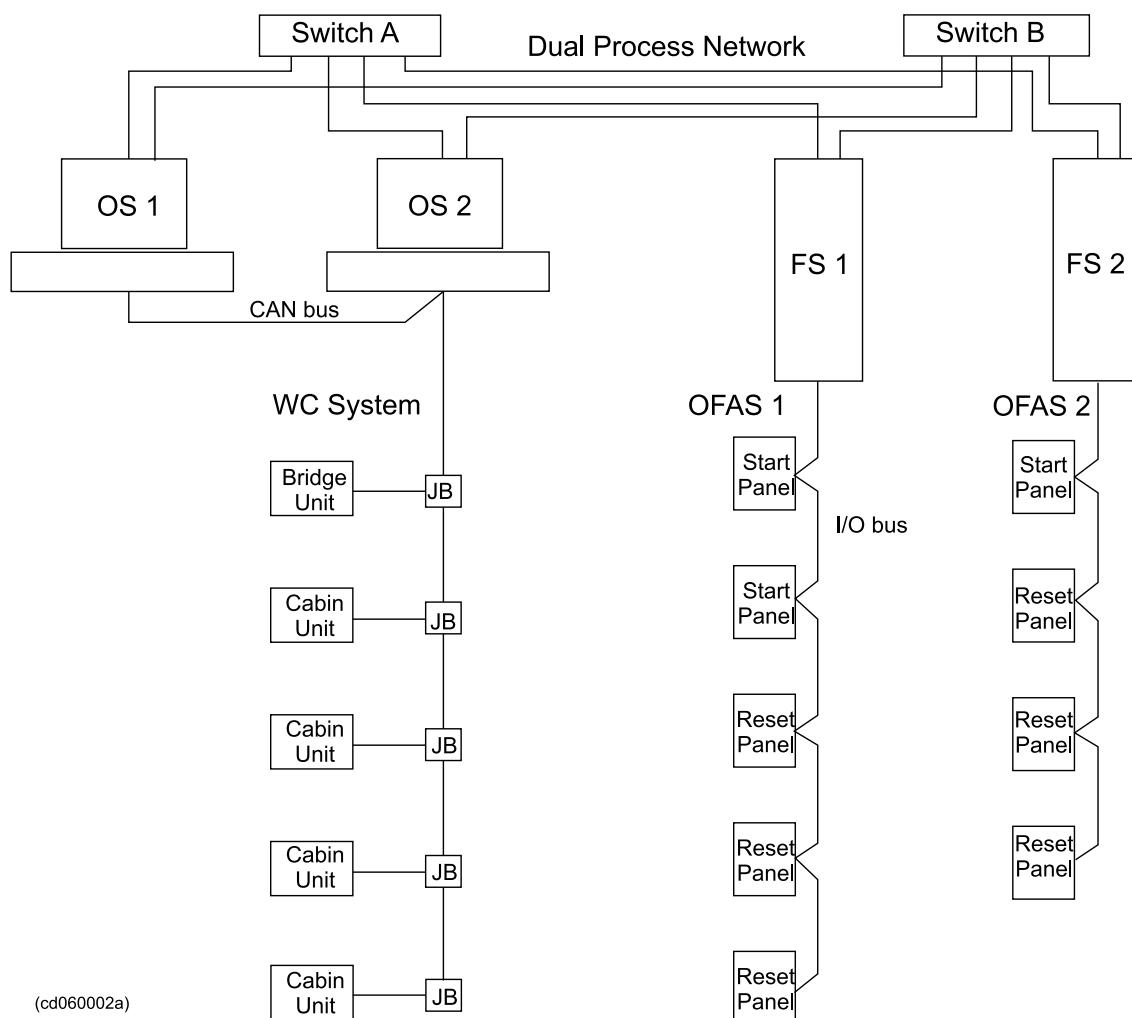 Switch A
Dual Process Network
Switch B
OS 1
OS 2
FS 1
FS 2
CAN bus
WC System
OFAS 1
OFAS 2
Bridge
Unit
JB
Start
Panel
Start
Panel
I/O bus
Cabin
Unit
JB
Start
Panel
Reset
Panel
Cabin
Unit
JB
Reset
Panel
Reset
Panel
Cabin
Unit
JB
Reset
Panel
Reset
Panel
Cabin
Unit
JB
Reset
Panel
(cd060002a)